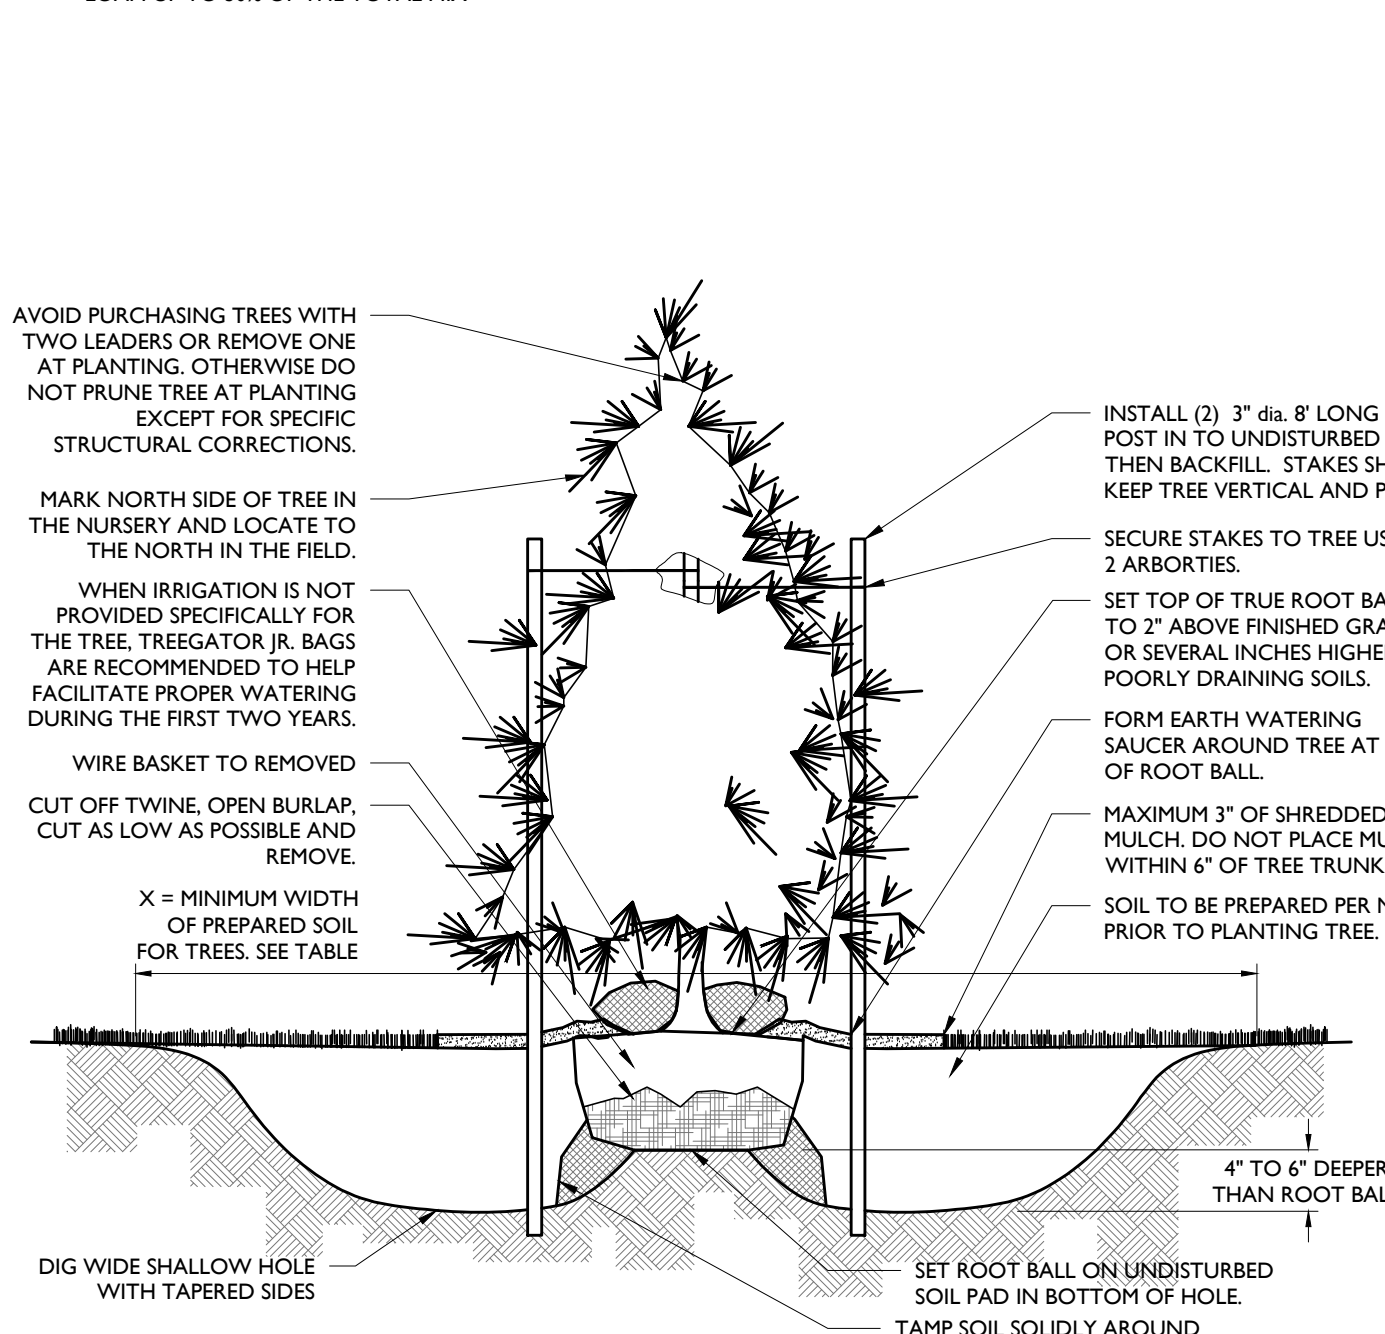 AVOID PURCHASING TREES WITH
TWO LEADERS OR REMOVE ONE
AT PLANTING. OTHERWISE DO
NOT PRUNE TREE AT PLANTING
EXCEPT FOR SPECIFIC
STRUCTURAL CORRECTIONS.
MARK NORTH SIDE OF TREE IN
THE NURSERY AND LOCATE TO
THE NORTH IN THE FIELD.
WHEN IRRIGATION IS NOT
PROVIDED SPECIFICALLY FOR
THE TREE, TREEGATOR JR. BAGS
ARE RECOMMENDED TO HELP
FACILITATE PROPER WATERING
DURING THE FIRST TWO YEARS.
WIRE BASKET TO REMOVED
CUT OFF TWINE, OPEN BURLAP,
CUT AS LOW AS POSSIBLE AND
REMOVE.
X = MINIMUM WIDTH
OF PREPARED SOIL
FOR TREES. SEE TABLE
DIG WIDE SHALLOW HOLE
WITH TAPERED SIDES
INSTALL (2) 3" dia. 8' LONG
POST IN TO UNDISTURBED
THEN BACKFILL. STAKES
KEEP TREE VERTICAL AND
SECURE STAKES TO TREE
2 ARBORTIES.
SET TOP OF TRUE ROOT
TO 2" ABOVE FINISHED
OR SEVERAL INCHES
POORLY DRAINING SOILS.
FORM EARTH WATERING
SAUCER AROUND TREE AT
OF ROOT BALL.
MAXIMUM 3" OF SHREDDED
MULCH. DO NOT PLACE
WITHIN 6" OF TREE TRUNK
SOIL TO BE PREPARED PER
PRIOR TO PLANTING TREE.
4" TO 6" DEEPER
THAN ROOT
SET ROOT BALL ON UNDISTURBED
SOIL PAD IN BOTTOM OF HOLE.
TAMP SOIL SOLIDLY AROUND